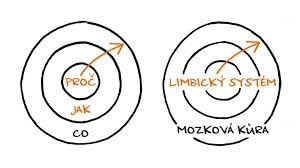 PROČ
JAK
CO
LIMBICKÝ SYSTÉM
MOZKOVÁ KŮRA